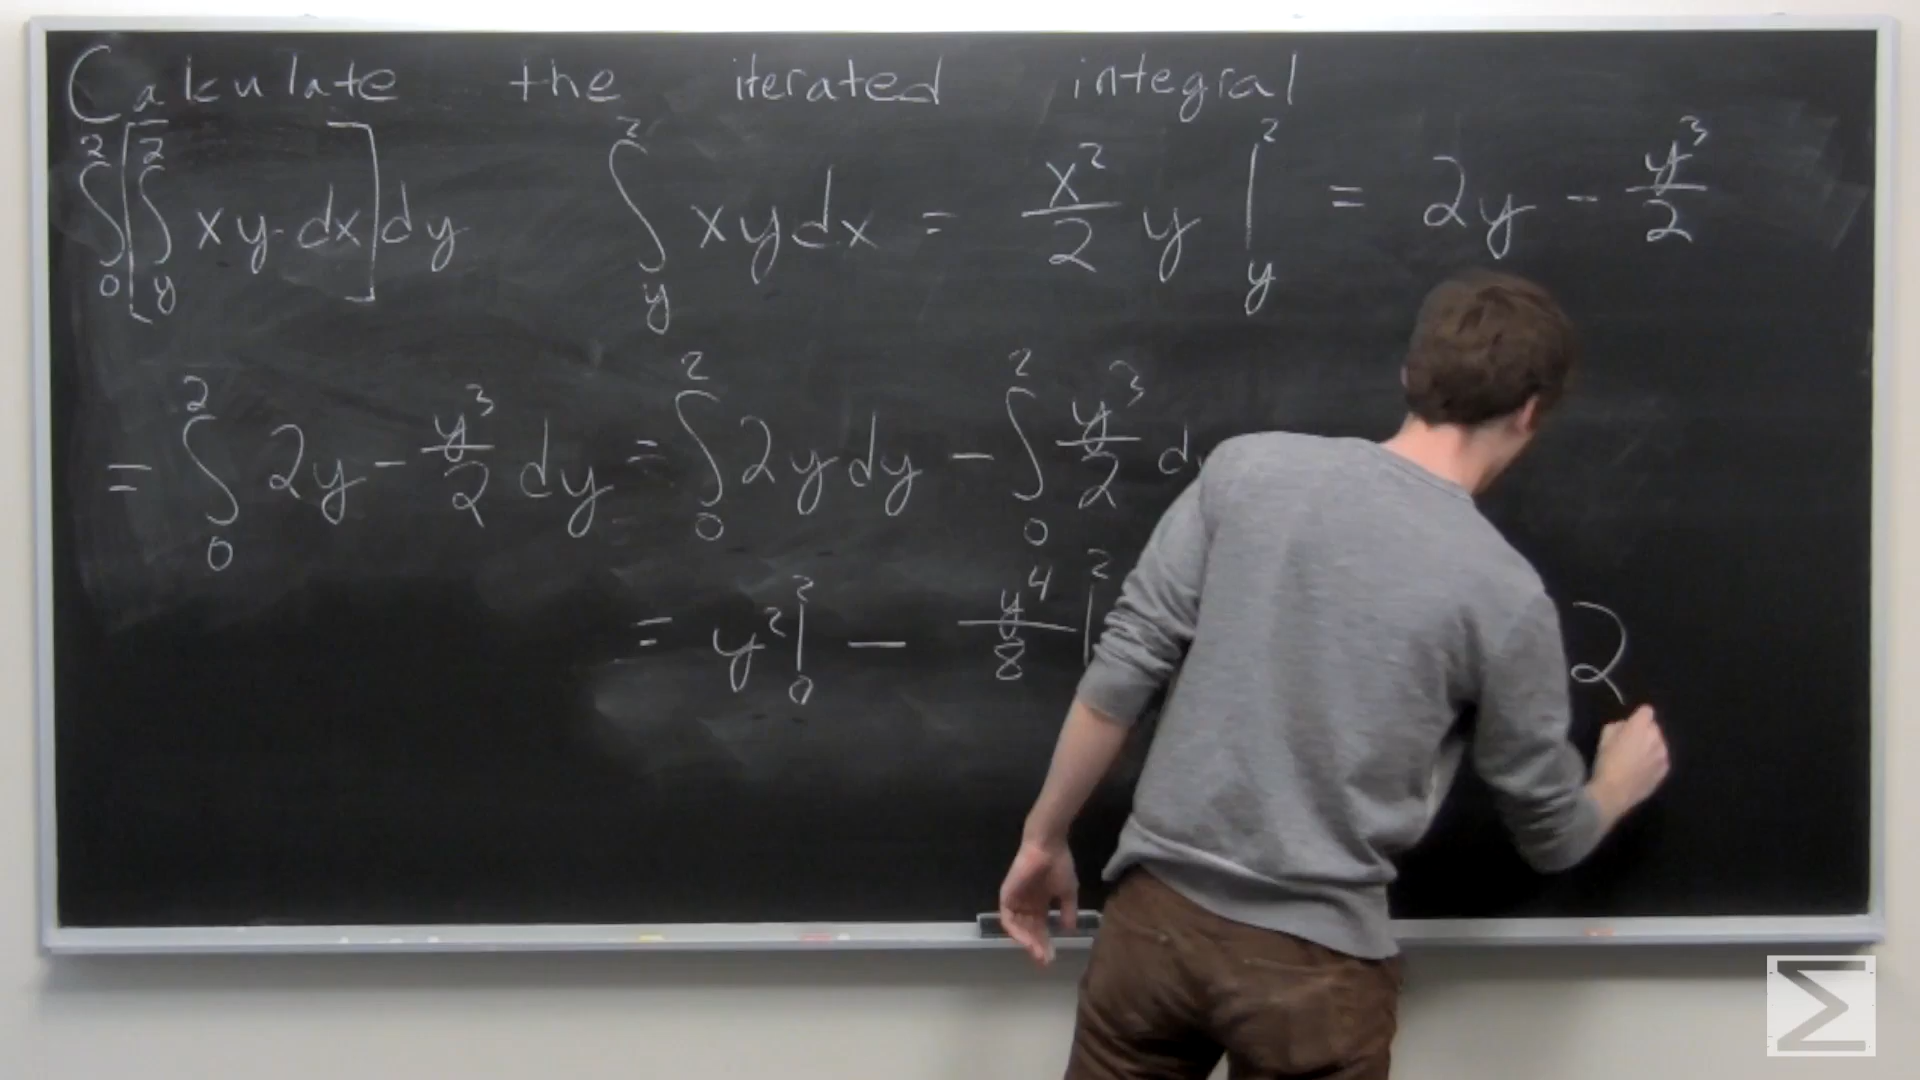 Calculate the iterated integral
∫₀² [∫_y² xy dx] dy   ∫_y² xy dx = x²/2 y |_y² = 2y - y³/2
= ∫₀² 2y - y³/2 dy = ∫₀² 2y dy - ∫₀² y³/2 dy
= y² |₀² - y⁴/8 |² 2
Σ